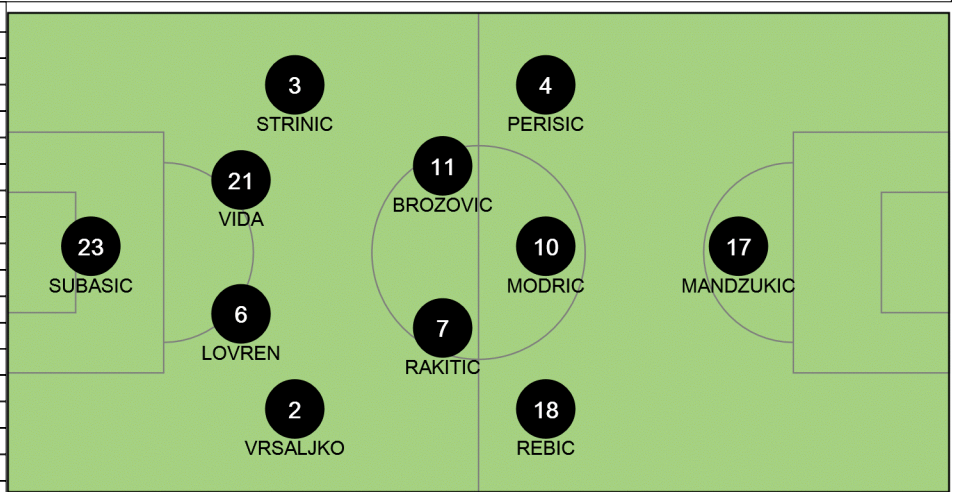 3
STRINIC
4
PERISIC
21
VIDA
11
BROZOVIC
23
SUBASIC
10
MODRIC
17
MANDZUKIC
6
LOVREN
7
RAKITIC
2
VRSALJKO
18
REBIC